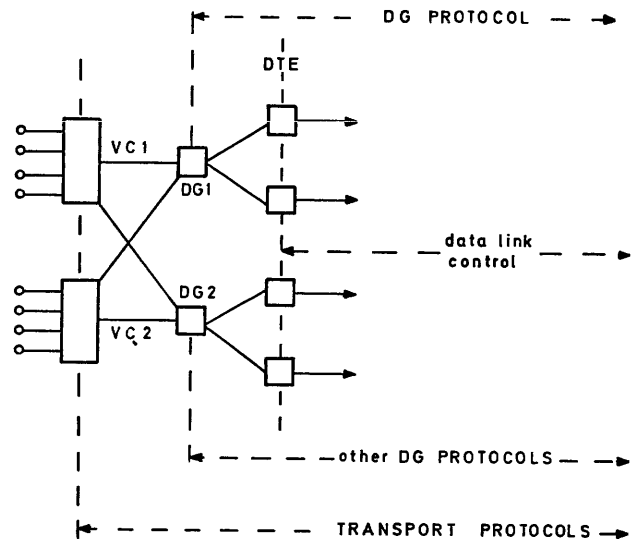 DG PROTOCOL
DTE
VC1
DG1
data link
control
DG2
VC2
other DG PROTOCOLS
TRANSPORT PROTOCOLS